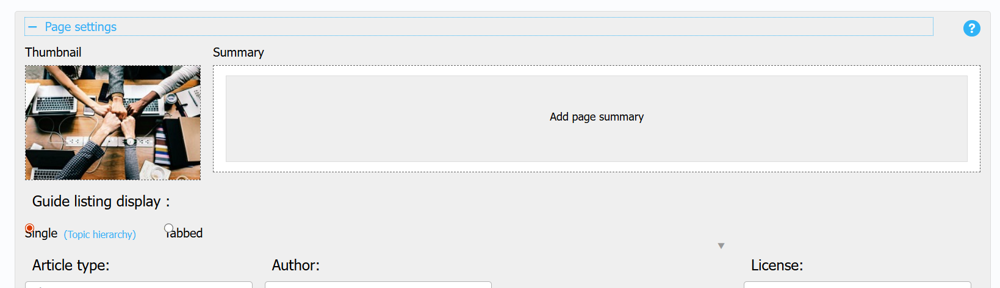 Page settings
?
Thumbnail
Summary
Add page summary
Guide listing display :
Single (Topic hierarchy) Tabbed
Article type:
Author:
License: